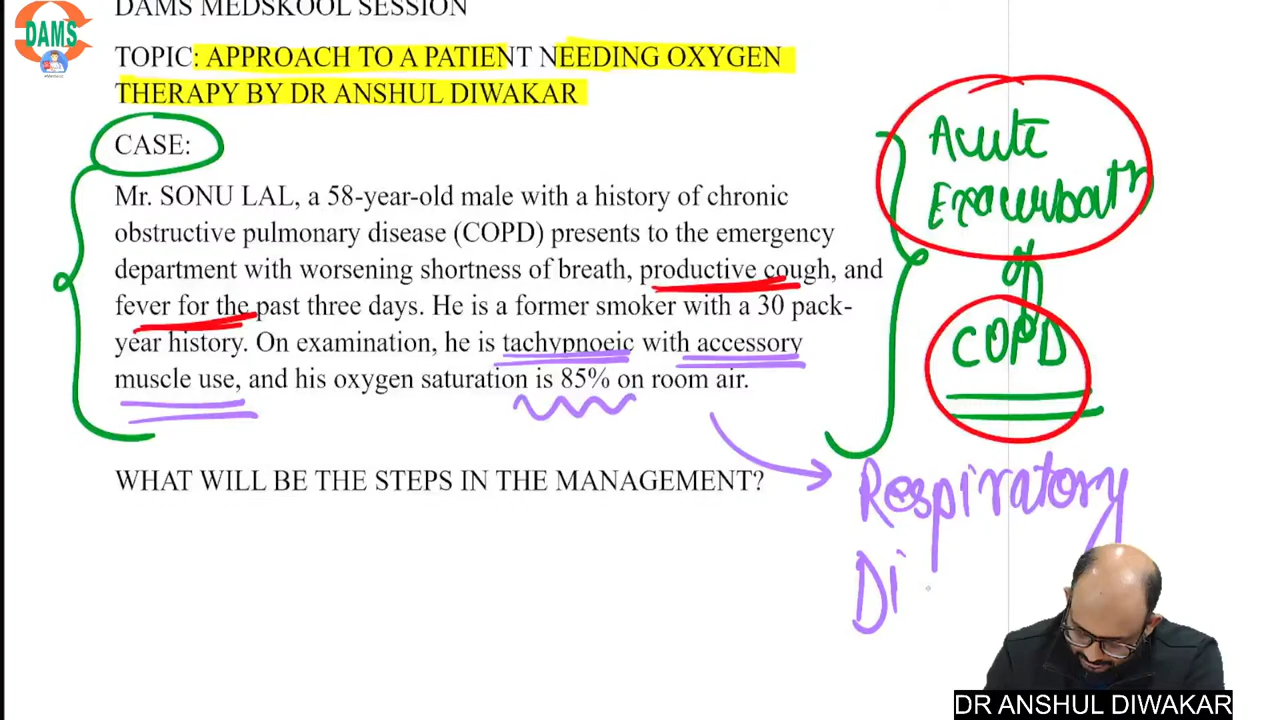 DAMS MEDSKOOL SESSION
DAMS
TOPIC: APPROACH TO A PATIENT NEEDING OXYGEN
THERAPY BY DR ANSHUL DIWAKAR
CASE:
Mr. SONU LAL, a 58-year-old male with a history of chronic
obstructive pulmonary disease (COPD) presents to the emergency
department with worsening shortness of breath, productive cough, and
fever for the past three days. He is a former smoker with a 30 pack-
year history. On examination, he is tachypnoeic with accessory
muscle use, and his oxygen saturation is 85% on room air.
WHAT WILL BE THE STEPS IN THE MANAGEMENT?
Acute
of
COPD
Respiratory
Di
DR ANSHUL DIWAKAR